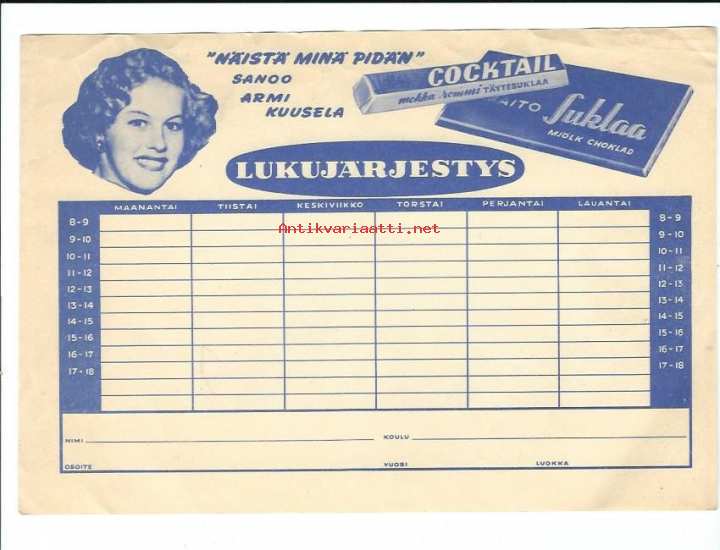 "NÄISTÄ MINÄ PIDÄN"
SANOO
ARMI
KUUSELA
COCKTAIL
mokka rommi TÄYTESUKLAA
MAITO Suklaa
MJÖLK CHOKLAD
LUKUJÄRJESTYS
MAANANTAI TIISTAI KESKIVIIKKO TORSTAI PERJANTAI LAUANTAI
Antikvariaatti.net
8-9 8-9
9-10 9-10
10-11 10-11
11-12 11-12
12-13 12-13
13-14 13-14
14-15 14-15
15-16 15-16
16-17 16-17
17-18 17-18
NIMI KOULU
OSOITE VUOSI LUOKKA